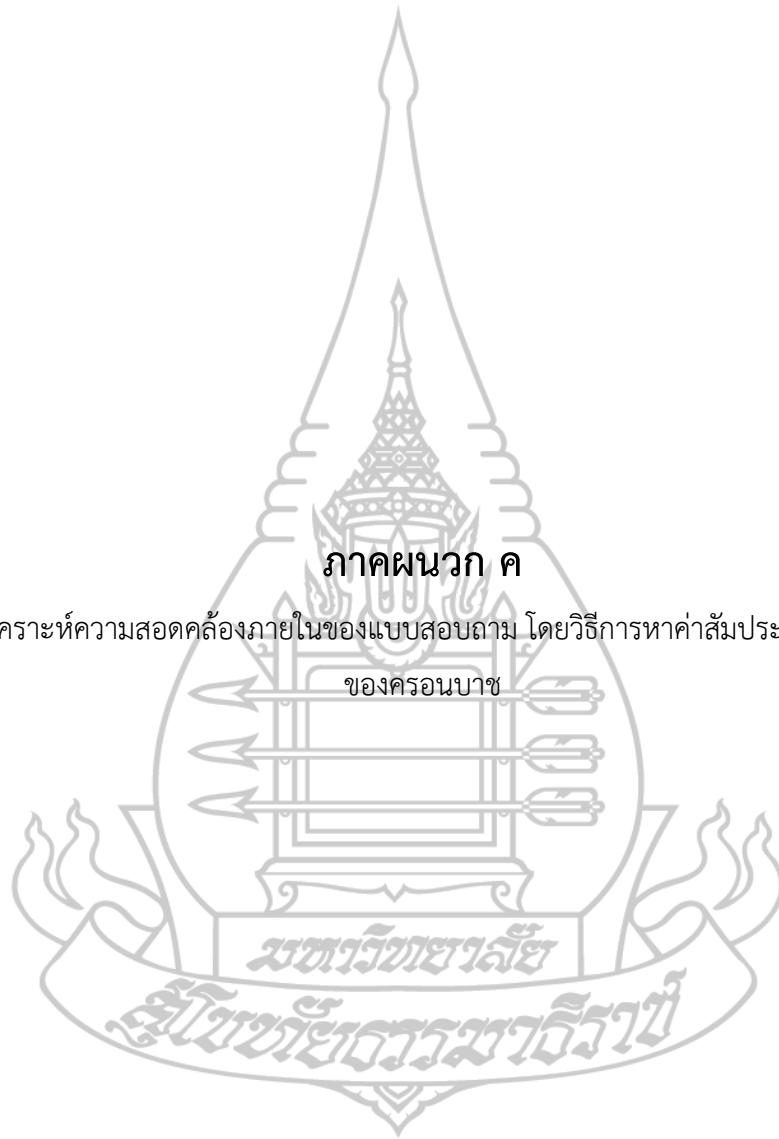 ภาคผนวก ค
คราะห์ความสอดคล้องภายในของแบบสอบถาม โดยวิธีการหาค่าสัมประ
ของครอนบาช
มหาวิทยาลัย
สุโขทัยธรรมาธิราช